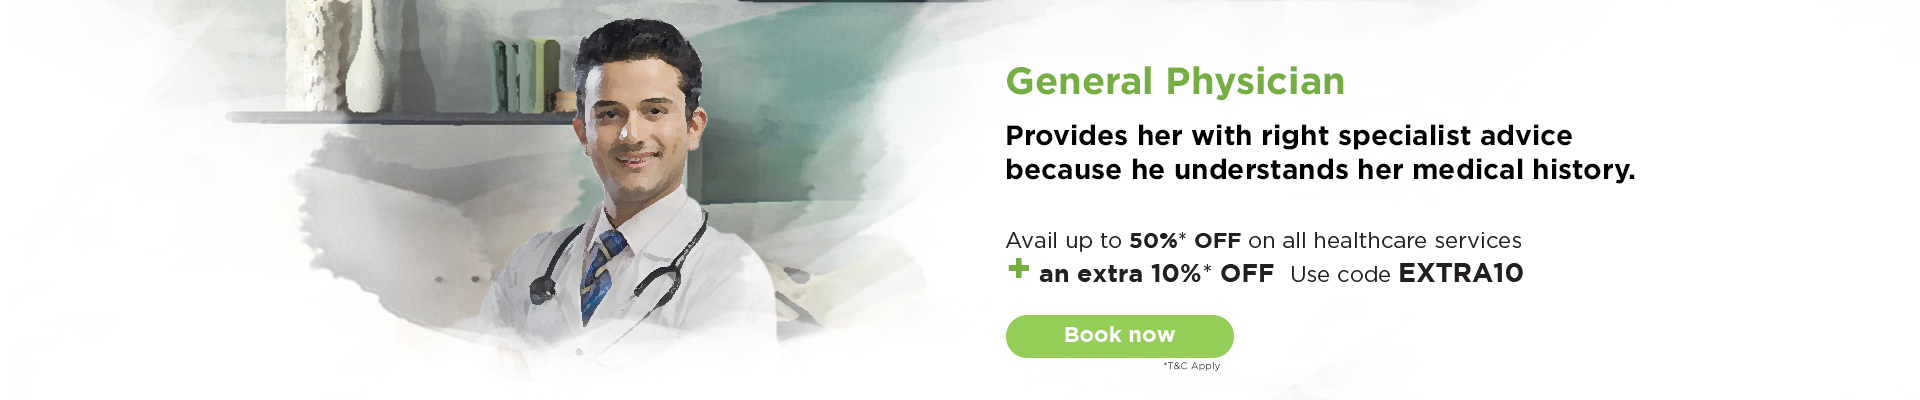 General Physician
Provides her with right specialist advice
because he understands her medical history.
Avail up to 50%* OFF on all healthcare services
+ an extra 10%* OFF Use code EXTRA10
Book now
*T&C Apply